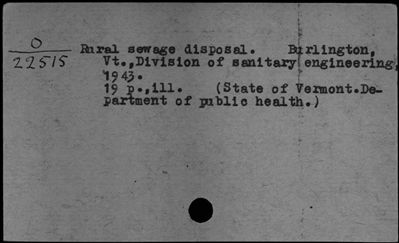 0
22515
Rural sewage disposal. Burlington,
Vt.,Division of sanitary engineering,
1943.
19 p.,ill. (State of Vermont.De-
partment of public health.)